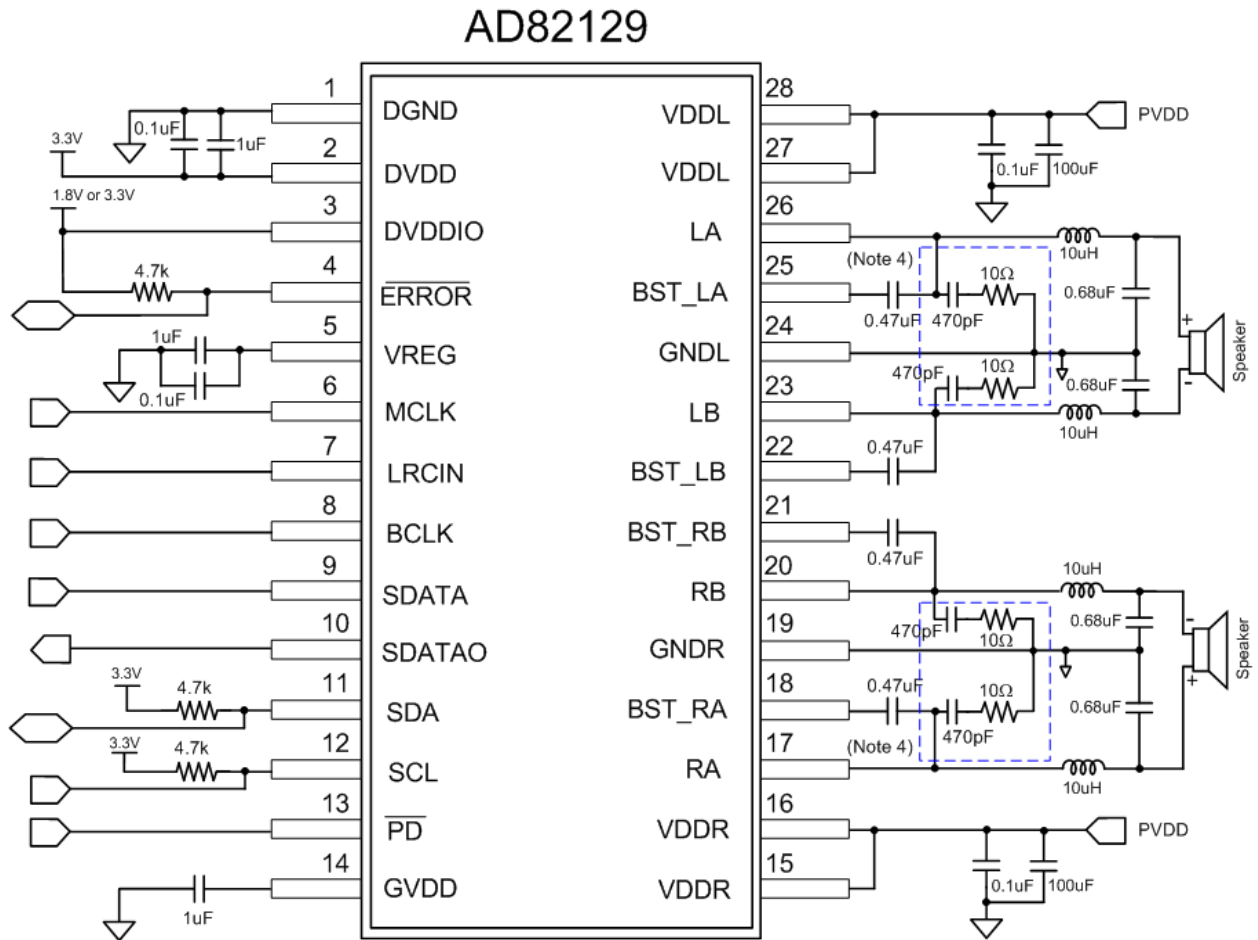 AD82129
1
DGND
0.1uF
1uF
3.3V
2
DVDD
1.8V or 3.3V
3
DVDDIO
4.7k
4
ERROR
1uF
0.1uF
5
VREG
6
MCLK
7
LRCIN
8
BCLK
9
SDATA
10
SDATAO
3.3V
4.7k
11
SDA
3.3V
4.7k
12
SCL
13
PD
14
GVDD
1uF
28
VDDL
PVDD
27
VDDL
0.1uF
100uF
26
LA
10uH
(Note 4)
25
BST_LA
0.47uF
470pF
10Ω
0.68uF
24
GNDL
+
Speaker
-
470pF
10Ω
0.68uF
23
LB
10uH
0.47uF
22
BST_LB
21
BST_RB
0.47uF
20
RB
10uH
470pF
10Ω
0.68uF
19
GNDR
-
Speaker
+
0.47uF
18
BST_RA
10Ω
470pF
0.68uF
(Note 4)
17
RA
10uH
16
VDDR
PVDD
15
VDDR
0.1uF
100uF